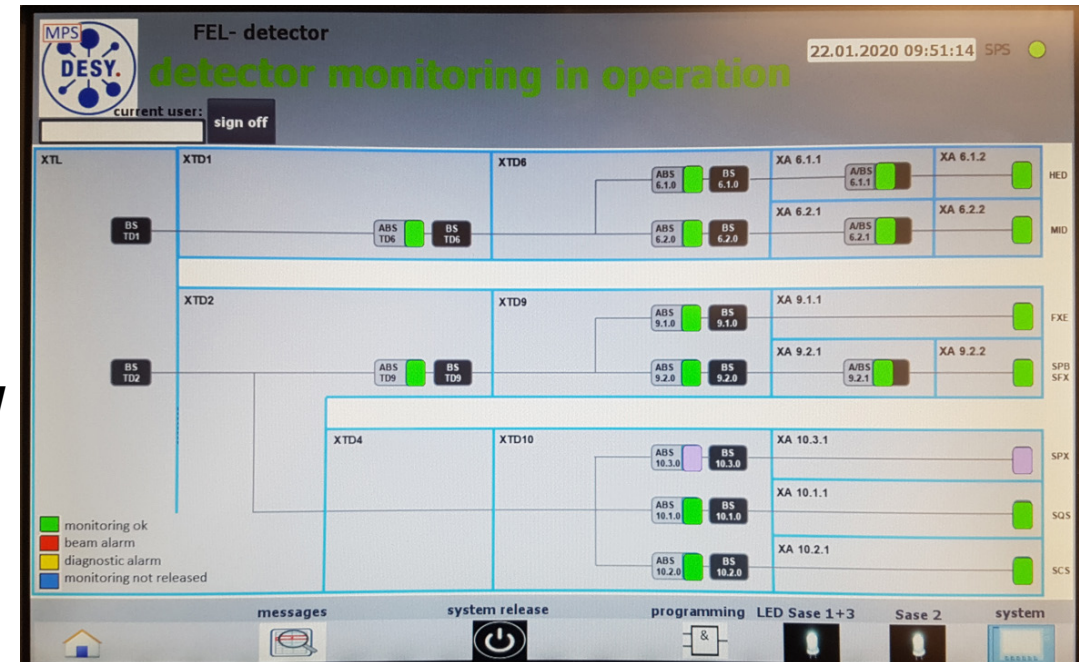 MPS
DESY.
FEL- detector
22.01.2020 09:51:14 SPS
detector monitoring in operation
current user:
sign off
XTL
XTD1
XTD6
XA 6.1.1
XA 6.1.2
ABS
6.1.0
BS
6.1.0
A/BS
6.1.1
HED
BS
TD1
ABS
TD6
BS
TD6
ABS
6.2.0
BS
6.2.0
XA 6.2.1
A/BS
6.2.1
XA 6.2.2
MID
XTD2
XTD9
XA 9.1.1
ABS
9.1.0
BS
9.1.0
FXE
BS
TD2
ABS
TD9
BS
TD9
ABS
9.2.0
BS
9.2.0
XA 9.2.1
A/BS
9.2.1
XA 9.2.2
SPB
SFX
XTD4
XTD10
XA 10.3.1
ABS
10.3.0
BS
10.3.0
SPX
XA 10.1.1
ABS
10.1.0
BS
10.1.0
SQS
XA 10.2.1
ABS
10.2.0
BS
10.2.0
SCS
monitoring ok
beam alarm
diagnostic alarm
monitoring not released
messages
system release
programming
LED Sase 1+3
Sase 2
system
&